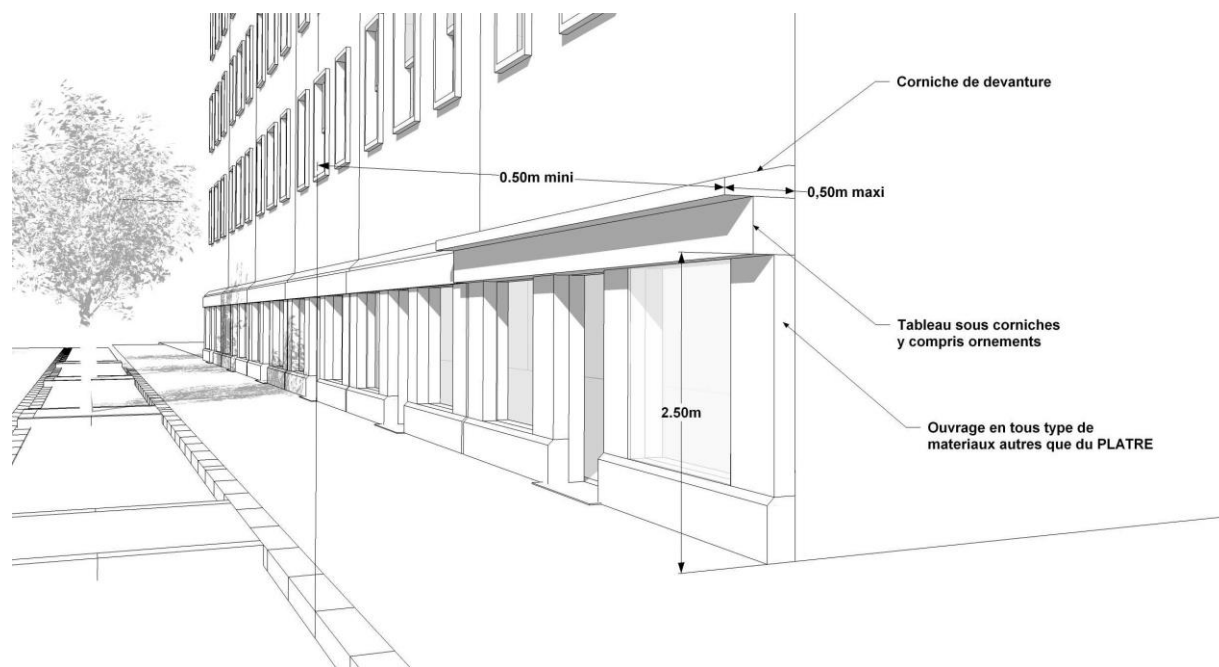 Corniche de devanture
0.50m mini
0,50m maxi
Tableau sous corniches
y compris ornements
2.50m
Ouvrage en tous type de
materiaux autres que du PLATRE